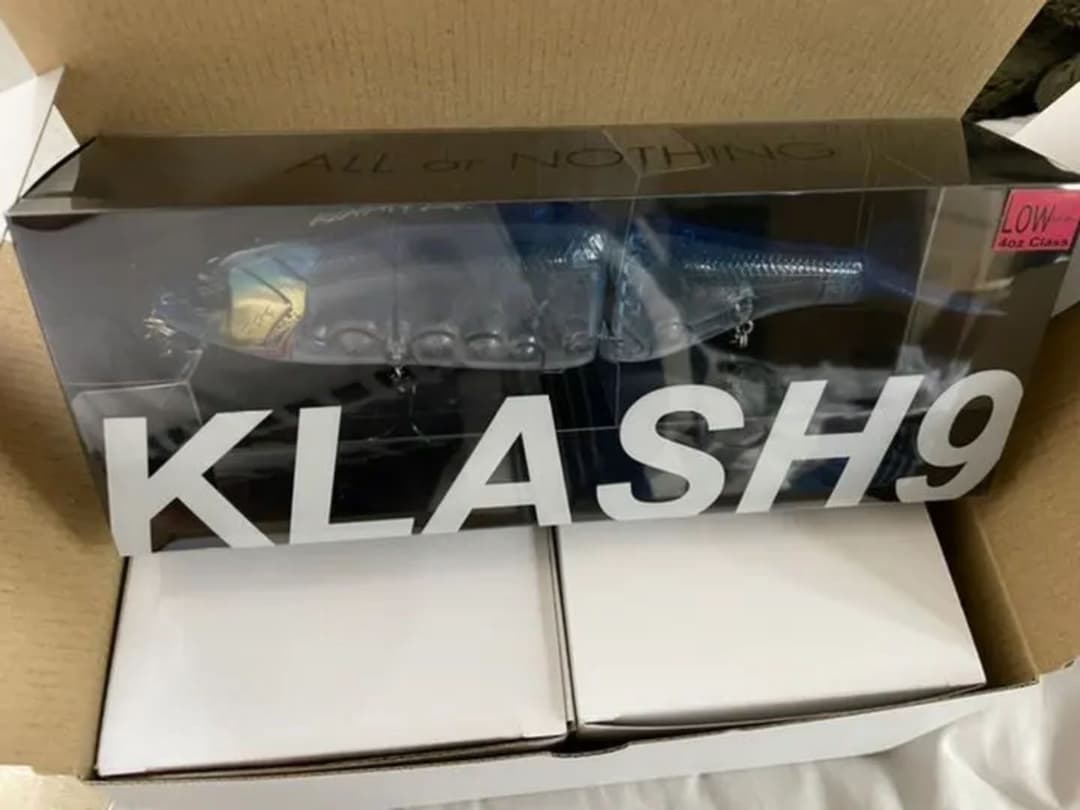 ALL or NOTHING
LOW
4oz Class
KLASH9